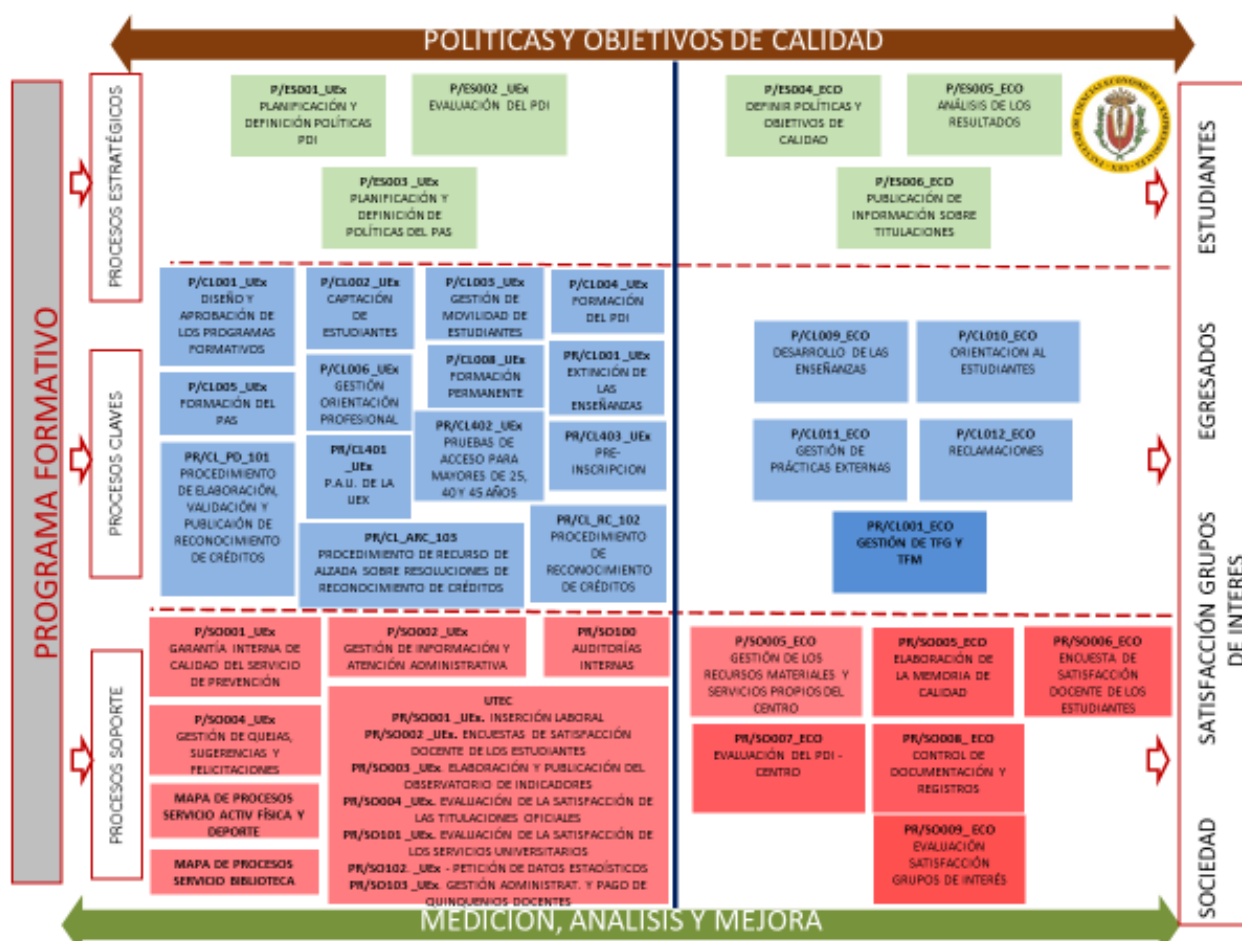 POLÍTICAS Y OBJETIVOS DE CALIDAD
PROGRAMA FORMATIVO
PROCESOS ESTRATÉGICOS
P/ES001_UEx
PLANIFICACIÓN Y
DEFINICIÓN POLÍTICAS
PDI
P/ES002_UEx
EVALUACIÓN DEL PDI
P/ES003_UEx
PLANIFICACIÓN Y
DEFINICIÓN DE
POLÍTICAS DEL PAS
P/ES004_ECO
DEFINIR POLÍTICAS Y
OBJETIVOS DE
CALIDAD
P/ES005_ECO
ANÁLISIS DE LOS
RESULTADOS
P/ES006_ECO
PUBLICACIÓN DE
INFORMACIÓN SOBRE
TITULACIONES
PROCESOS CLAVES
P/CL001_UEx
DISEÑO Y
APROBACIÓN DE
LOS PROGRAMAS
FORMATIVOS
P/CL002_UEx
CAPTACIÓN
DE
ESTUDIANTES
P/CL003_UEx
GESTIÓN DE
MOVILIDAD DE
ESTUDIANTES
P/CL004_UEx
FORMACIÓN
DEL PDI
P/CL005_UEx
FORMACIÓN DEL
PAS
P/CL006_UEx
GESTIÓN
ORIENTACIÓN
PROFESIONAL
P/CL008_UEx
FORMACIÓN
PERMANENTE
PR/CL001_UEx
EXTINCIÓN DE
LAS
ENSEÑANZAS
PR/CL_PD_101
PROCEDIMIENTO
DE ELABORACIÓN,
VALIDACIÓN Y
PUBLICAIÓN DE
RECONOCIMIENTO
DE CRÉDITOS
PR/CL401
_UEx
P.A.U. DE LA
UEX
PR/CL402_UEx
PRUEBAS DE
ACCESO PARA
MAYORES DE 25,
40 Y 45 AÑOS
PR/CL403_UEx
PRE-
INSCRIPCION
PR/CL_ARC_103
PROCEDIMIENTO DE RECURSO DE
ALZADA SOBRE RESOLUCIONES DE
RECONOCIMIENTO DE CRÉDITOS
PR/CL_RC_102
PROCEDIMIENTO
DE
RECONOCIMIENTO
DE CRÉDITOS
P/CL009_ECO
DESARROLLO DE LAS
ENSEÑANZAS
P/CL010_ECO
ORIENTACION AL
ESTUDIANTES
P/CL011_ECO
GESTIÓN DE
PRÁCTICAS EXTERNAS
P/CL012_ECO
RECLAMACIONES
PR/CL001_ECO
GESTIÓN DE TFG Y
TFM
PROCESOS SOPORTE
P/SO001_UEx
GARANTÍA INTERNA DE
CALIDAD DEL SERVICIO
DE PREVENCIÓN
P/SO002_UEx
GESTIÓN DE INFORMACIÓN Y
ATENCIÓN ADMINISTRATIVA
PR/SO100
AUDITORÍAS
INTERNAS
P/SO004_UEx
GESTIÓN DE QUEJAS,
SUGERENCIAS Y
FELICITACIONES
MAPA DE PROCESOS
SERVICIO ACTIV FÍSICA Y
DEPORTE
MAPA DE PROCESOS
SERVICIO BIBLIOTECA
UTEC
PR/SO001_UEx. INSERCIÓN LABORAL
PR/SO002_UEx. ENCUESTAS DE SATISFACCIÓN
DOCENTE DE LOS ESTUDIANTES
PR/SO003_UEx. ELABORACIÓN Y PUBLICACIÓN DEL
OBSERVATORIO DE INDICADORES
PR/SO004_UEx. EVALUACIÓN DE LA SATISFACCIÓN DE
LAS TITULACIONES OFICIALES
PR/SO101_UEx. EVALUACIÓN DE LA SATISFACCIÓN DE
LOS SERVICIOS UNIVERSITARIOS
PR/SO102._UEx - PETICIÓN DE DATOS ESTADÍSTICOS
PR/SO103_UEx. GESTIÓN ADMINISTRAT. Y PAGO DE
QUINQUENIOS DOCENTES
P/SO005_ECO
GESTIÓN DE LOS
RECURSOS MATERIALES Y
SERVICIOS PROPIOS DEL
CENTRO
PR/SO005_ECO
ELABORACIÓN DE
LA MEMORIA DE
CALIDAD
PR/SO006_ECO
ENCUESTA DE
SATISFACCIÓN
DOCENTE DE LOS
ESTUDIANTES
PR/SO007_ECO
EVALUACIÓN DEL PDI -
CENTRO
PR/SO008_ECO
CONTROL DE
DOCUMENTACIÓN Y
REGISTROS
PR/SO009_ECO
EVALUACIÓN
SATISFACCIÓN
GRUPOS DE INTERÉS
ESTUDIANTES
EGRESADOS
SATISFACCIÓN GRUPOS
DE INTERES
SOCIEDAD
MEDICIÓN, ANÁLISIS Y MEJORA